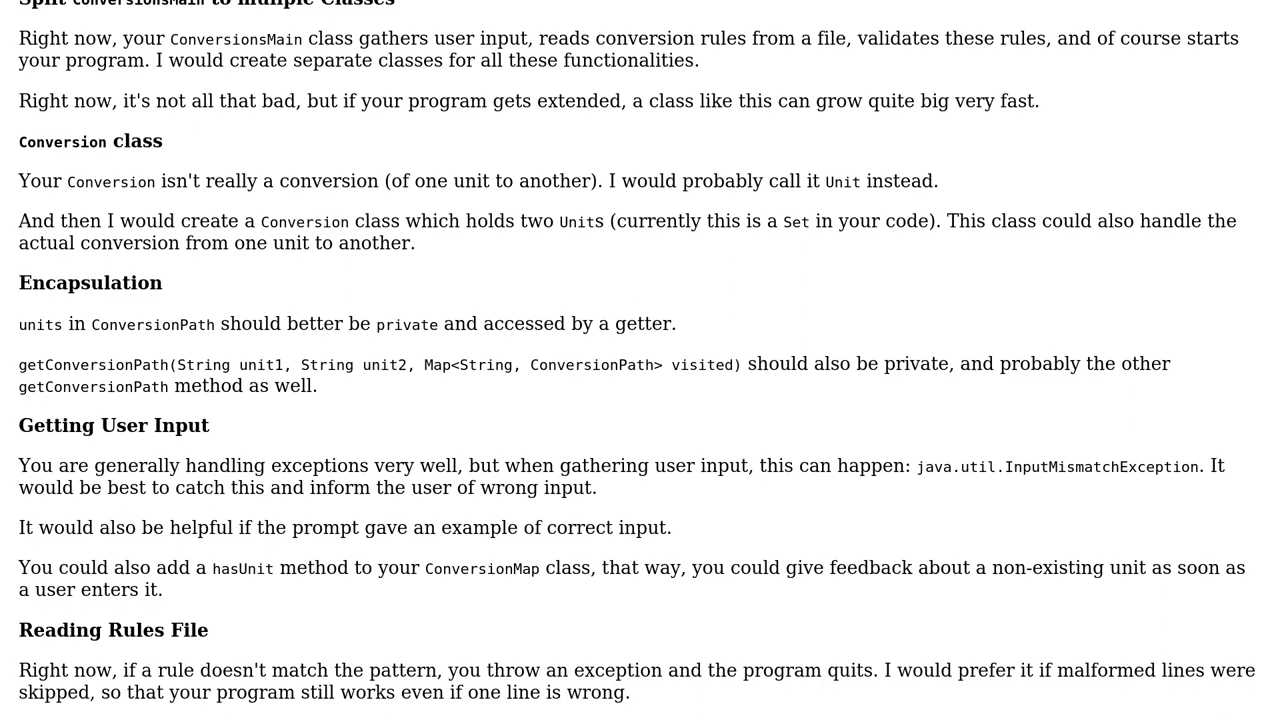 Split ConversionsMain to muliple Classes
Right now, your ConversionsMain class gathers user input, reads conversion rules from a file, validates these rules, and of course starts
your program. I would create separate classes for all these functionalities.
Right now, it's not all that bad, but if your program gets extended, a class like this can grow quite big very fast.
Conversion class
Your Conversion isn't really a conversion (of one unit to another). I would probably call it Unit instead.
And then I would create a Conversion class which holds two Units (currently this is a Set in your code). This class could also handle the
actual conversion from one unit to another.
Encapsulation
units in ConversionPath should better be private and accessed by a getter.
getConversionPath(String unit1, String unit2, Map<String, ConversionPath> visited) should also be private, and probably the other
getConversionPath method as well.
Getting User Input
You are generally handling exceptions very well, but when gathering user input, this can happen: java.util.InputMismatchException. It
would be best to catch this and inform the user of wrong input.
It would also be helpful if the prompt gave an example of correct input.
You could also add a hasUnit method to your ConversionMap class, that way, you could give feedback about a non-existing unit as soon as
a user enters it.
Reading Rules File
Right now, if a rule doesn't match the pattern, you throw an exception and the program quits. I would prefer it if malformed lines were
skipped, so that your program still works even if one line is wrong.